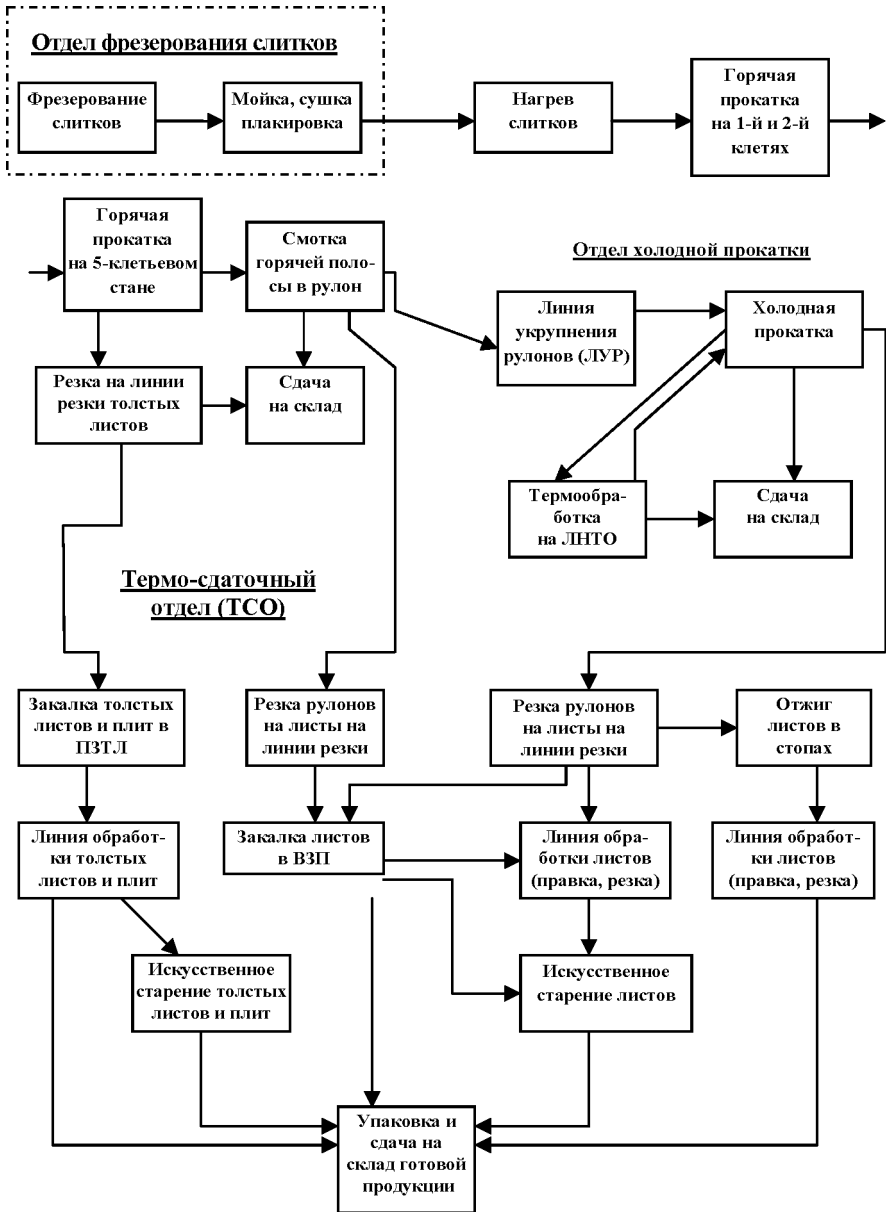 Отдел фрезерования слитков
Фрезерование
слитков
Мойка, сушка
плакировка
Нагрев
слитков
Горячая
прокатка
на 1-й и 2-й
клетях
Горячая
прокатка
на 5-клетьевом
стане
Смотка
горячей поло-
сы в рулон
Отдел холодной прокатки
Линия
укрупнения
рулонов (ЛУР)
Холодная
прокатка
Резка на линии
резки толстых
листов
Сдача
на склад
Термообра-
ботка
на ЛНТО
Сдача
на склад
Термо-сдаточный
отдел (ТСО)
Закалка толстых
листов и плит в
ПЗТЛ
Резка рулонов
на листы на
линии резки
Резка рулонов
на листы на
линии резки
Отжиг
листов в
стопах
Линия обработ-
ки толстых
листов и плит
Закалка листов
в ВЗП
Линия обра-
ботки листов
(правка, резка)
Линия обработ-
ки листов
(правка, резка)
Искусственное
старение толстых
листов и плит
Искусственное
старение листов
Упаковка и
сдача на
склад готовой
продукции